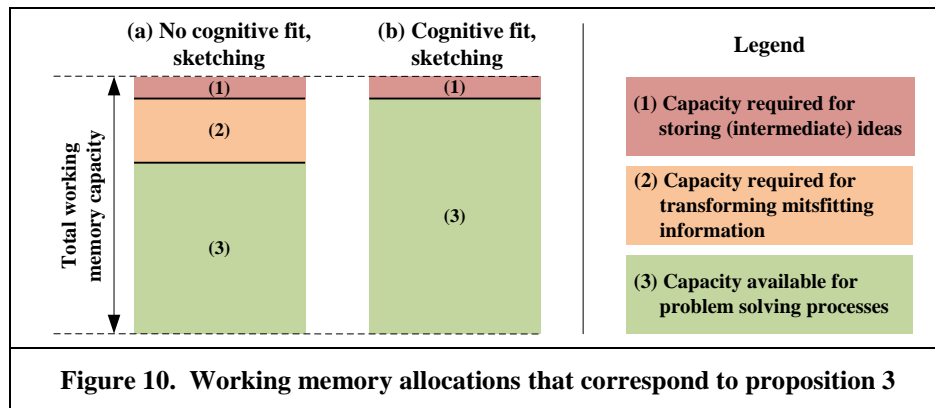 (a) No cognitive fit,
sketching
(b) Cognitive fit,
sketching
Legend
Total working
memory capacity
(1)
(2)
(3)
(1)
(3)
(1) Capacity required for
storing (intermediate) ideas
(2) Capacity required for
transforming mitsfitting
information
(3) Capacity available for
problem solving processes
Figure 10. Working memory allocations that correspond to proposition 3